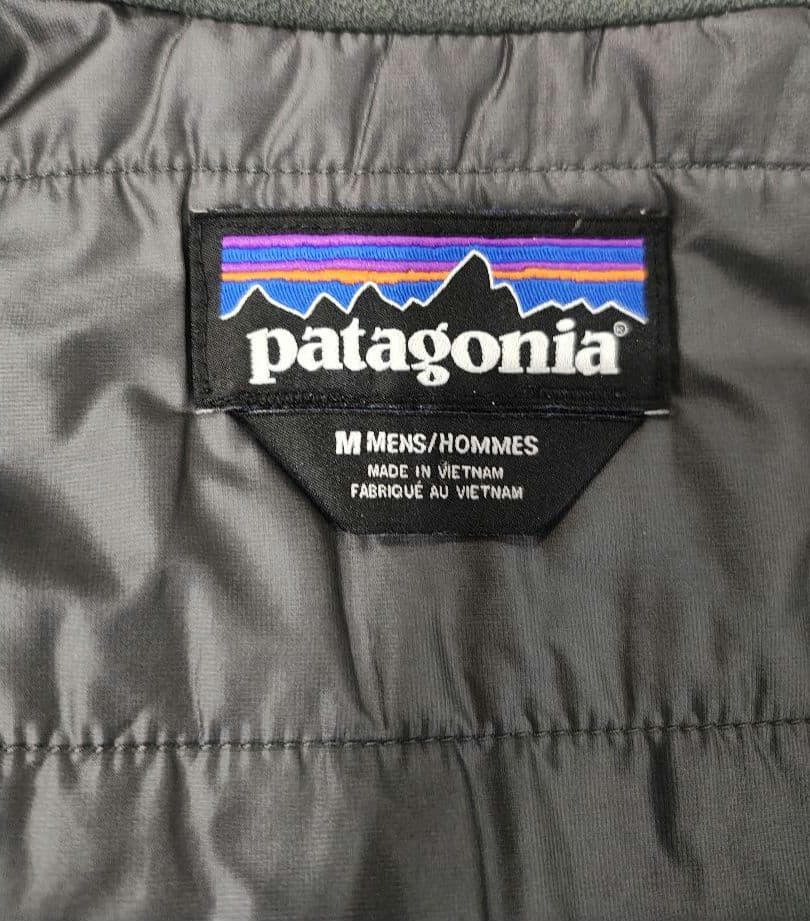 patagonia®
M MENS/HOMMES
MADE IN VIETNAM
FABRIQUÉ AU VIETNAM